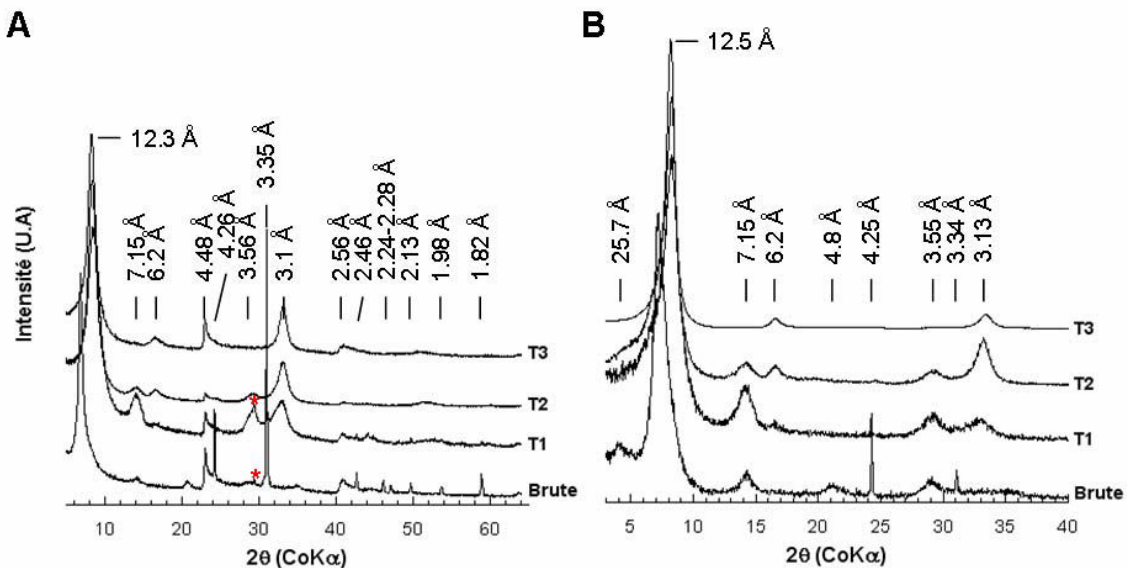 A
12.3 Å
7.15 Å
6.2 Å
4.48 Å
4.26 Å
3.56 Å
3.35 Å
3.1 Å
2.56 Å
2.46 Å
2.24-2.28 Å
2.13 Å
1.98 Å
1.82 Å
Intensité (U.A)
T3
T2
*
T1
*
Brute
10 20 30 40 50 60
2θ (CoKα)
B
12.5 Å
25.7 Å
7.15 Å
6.2 Å
4.8 Å
4.25 Å
3.55 Å
3.34 Å
3.13 Å
T3
T2
T1
Brute
5 10 15 20 25 30 35 40
2θ (CoKα)